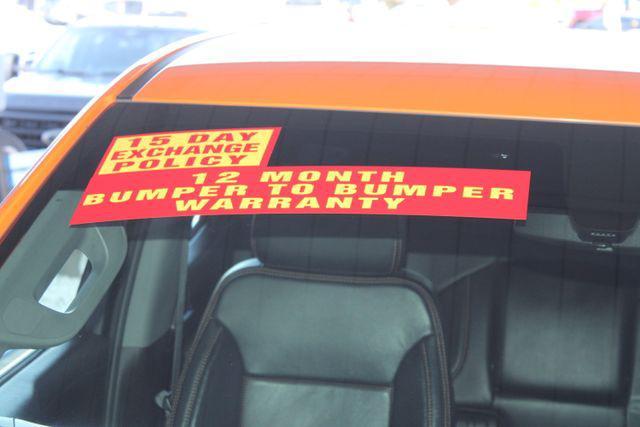 15 DAY
EXCHANGE
POLICY
12 MONTH
BUMPER TO BUMPER
WARRANTY